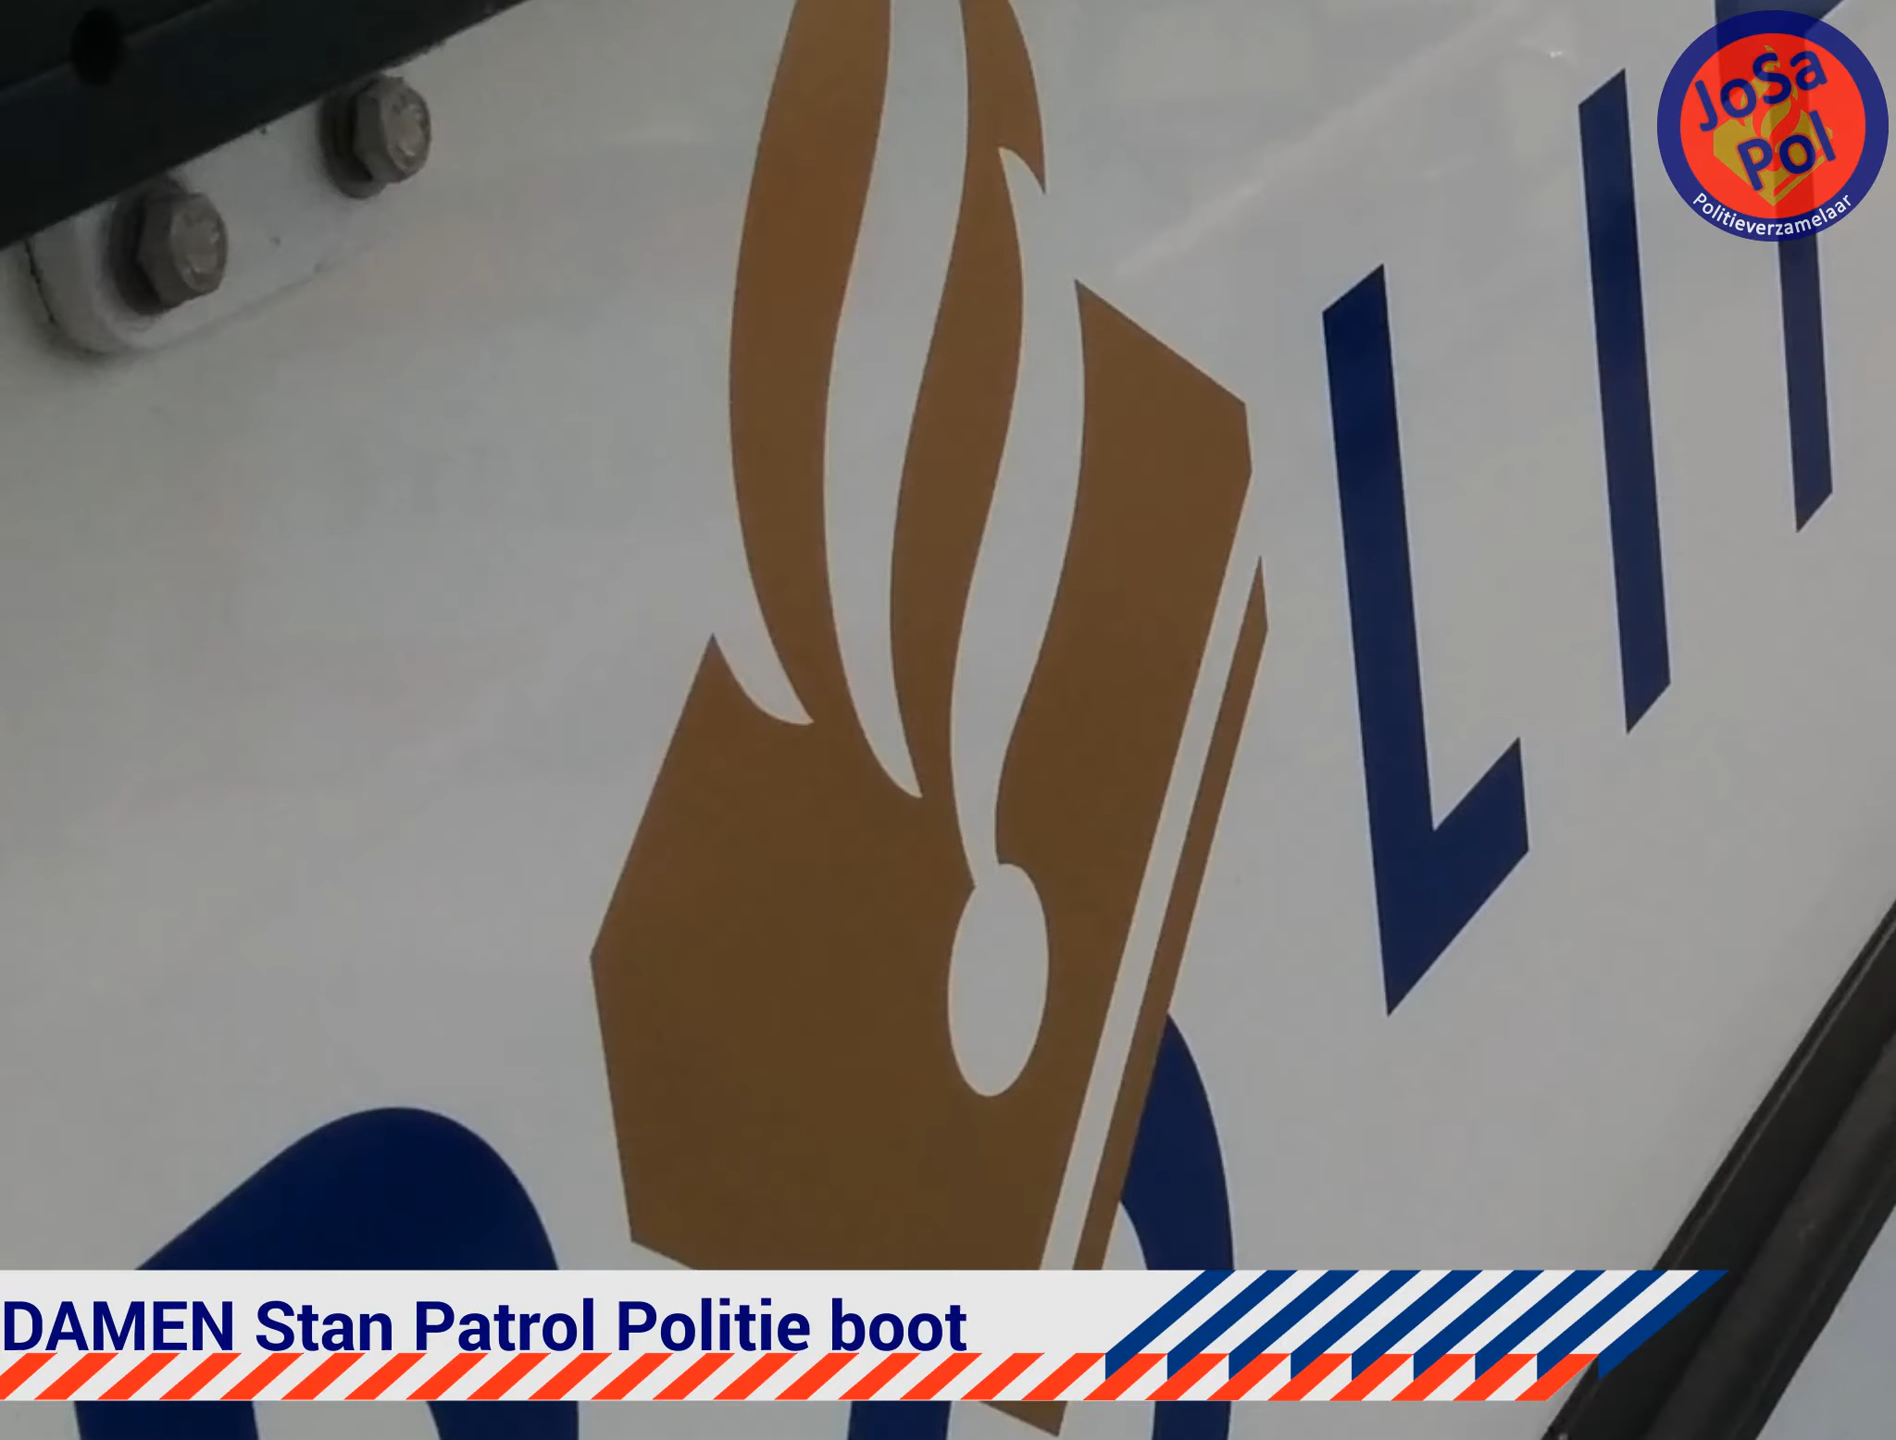 JoSa
Pol
Politieverzamelaar
LIT
DAMEN Stan Patrol Politie boot